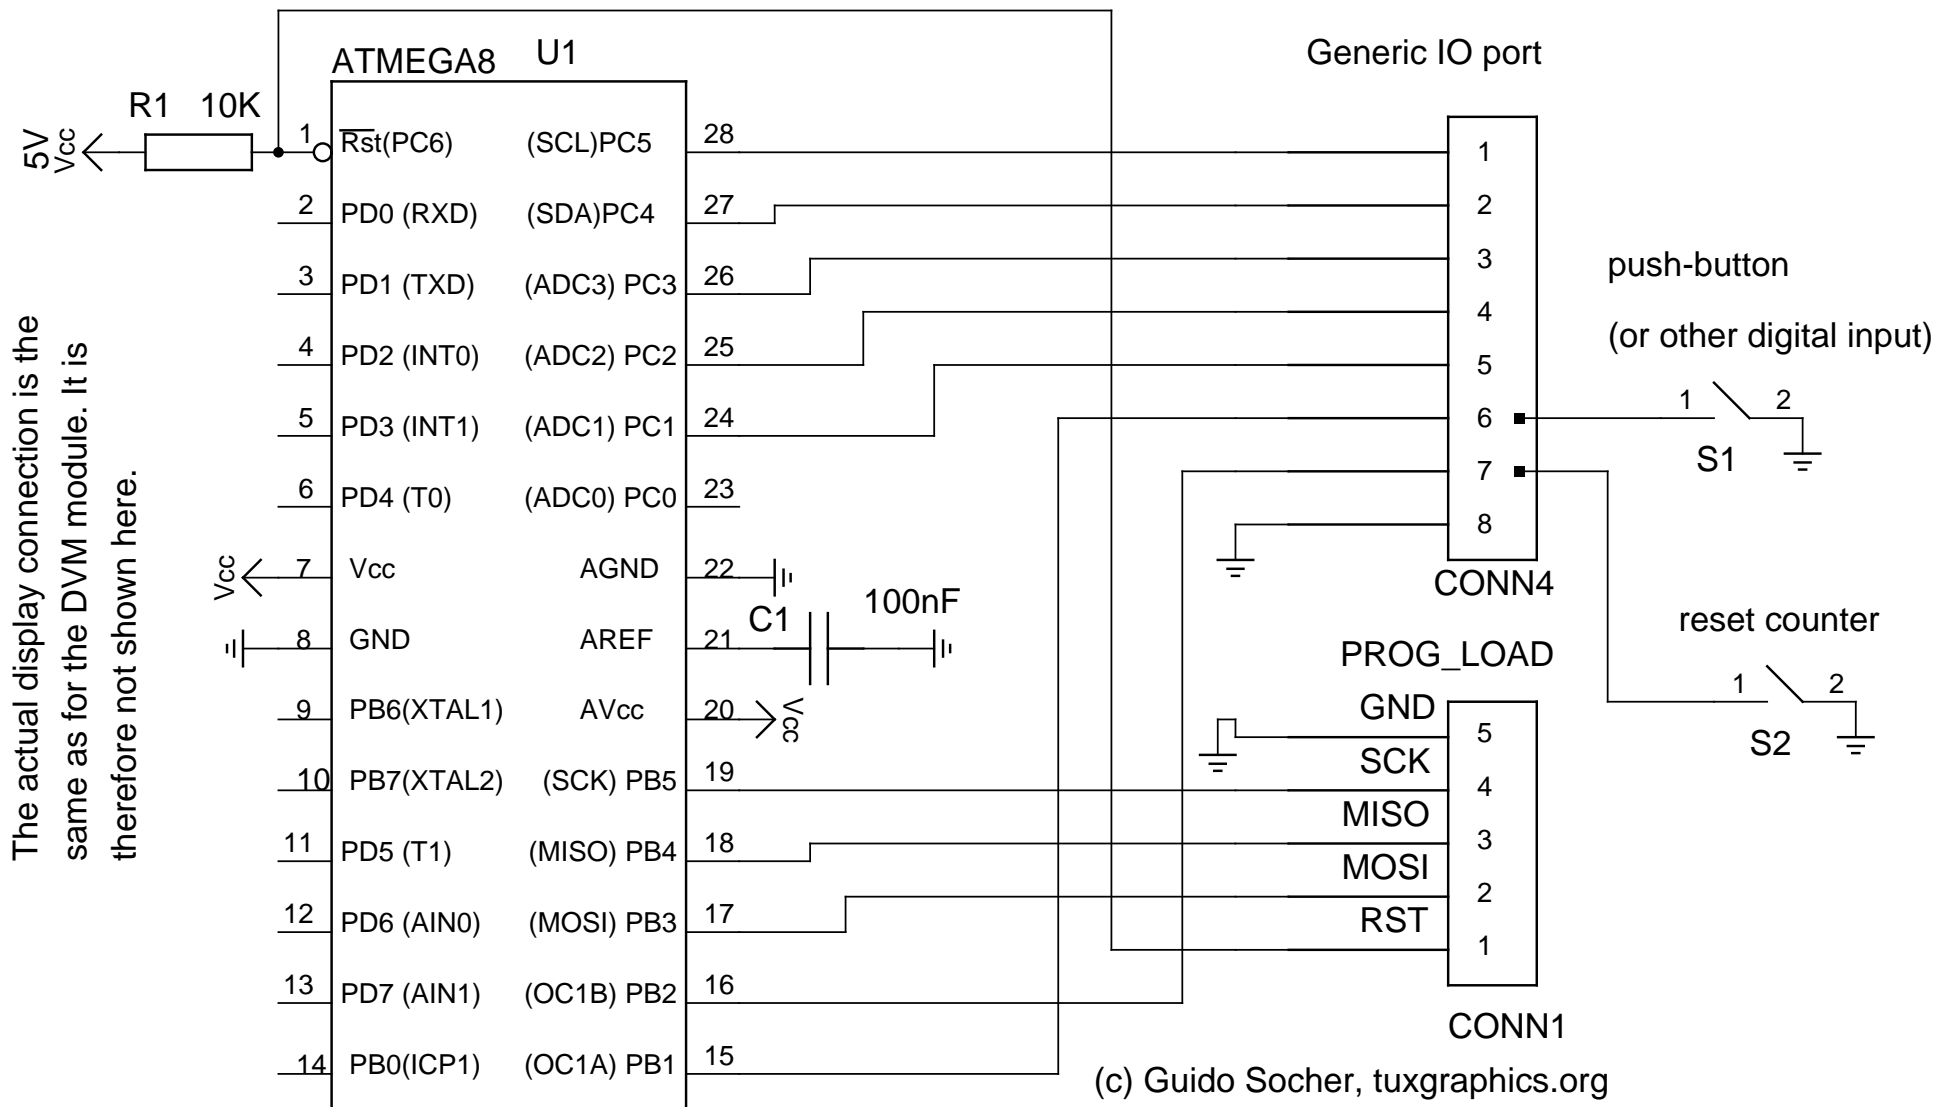 ATMEGA8 U1
Generic IO port
R1 10K
5V
Vcc
1 Rst(PC6) (SCL)PC5 28
2 PD0 (RXD) (SDA)PC4 27
3 PD1 (TXD) (ADC3) PC3 26
4 PD2 (INT0) (ADC2) PC2 25
5 PD3 (INT1) (ADC1) PC1 24
6 PD4 (T0) (ADC0) PC0 23
Vcc 7 Vcc AGND 22
8 GND AREF 21
C1 100nF
9 PB6(XTAL1) AVcc 20 Vcc
10 PB7(XTAL2) (SCK) PB5 19
11 PD5 (T1) (MISO) PB4 18
12 PD6 (AIN0) (MOSI) PB3 17
13 PD7 (AIN1) (OC1B) PB2 16
14 PB0(ICP1) (OC1A) PB1 15
The actual display connection is the
same as for the DVM module. It is
therefore not shown here.
1
2
3
4
5
6
7
8
CONN4
push-button
(or other digital input)
1 2
S1
reset counter
1 2
S2
PROG_LOAD
GND 5
SCK 4
MISO 3
MOSI 2
RST 1
CONN1
(c) Guido Socher, tuxgraphics.org